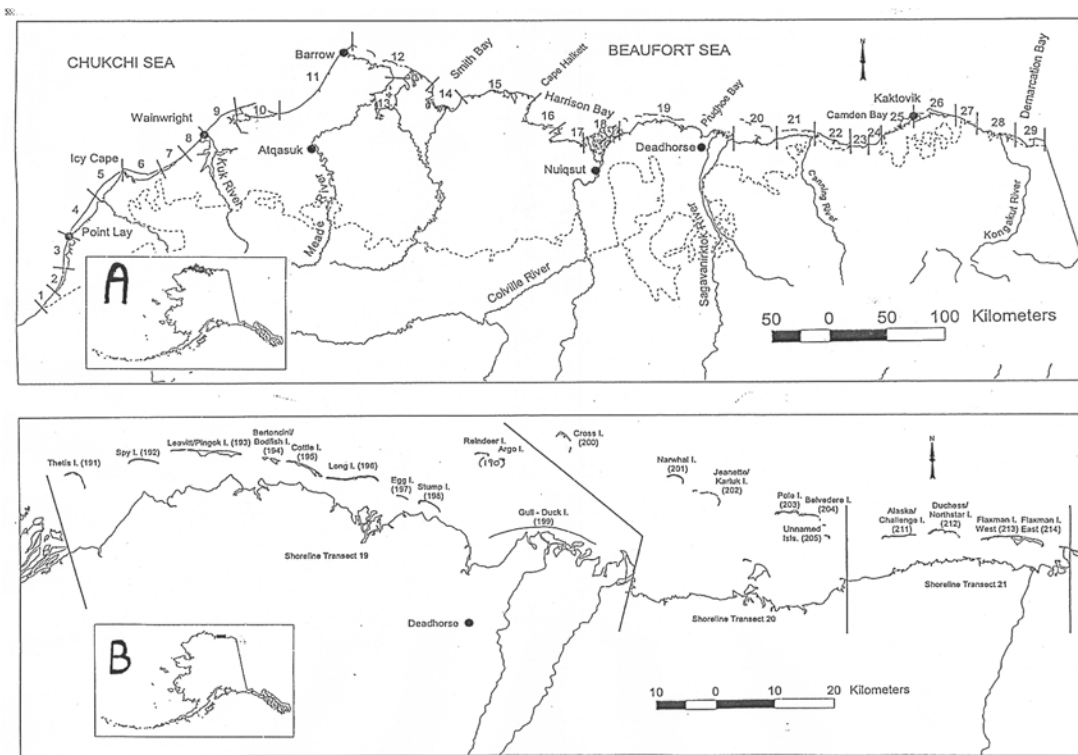 CHUKCHI SEA
BEAUFORT SEA
Barrow
Smith Bay
Cape Halkett
Harrison Bay
Prudhoe Bay
Camden Bay
Kaktovik
Demarcation Bay
N
Wainwright
Atqasuk
Icy Cape
Point Lay
Deadhorse
Nuiqsut
Kuk River
Meade River
Colville River
Sagavanirktok River
Canning River
Kongakut River
1
2
3
4
5
6
7
8
9
10
11
12
13
14
15
16
17
18
19
20
21
22
23
24
25
26
27
28
29
A
50 0 50 100 Kilometers
Thetis I. (191)
Spy I. (192)
Leavitt/Pingok I. (193)
Bertoncini/
Bodfish I.
(194)
Cottle I.
(195)
Long I. (196)
Egg I.
(197)
Stump I.
(198)
Reindeer I.
Argo I.
(190)
Cross I.
(200)
Gull - Duck I.
(199)
Narwhal I.
(201)
Jeanette/
Karluk I.
(202)
Pole I.
(203)
Belvedere I.
(204)
Unnamed
Isls. (205)
Alaska/
Challenge I.
(211)
Duchess/
Northstar I.
(212)
Flaxman I.
West (213)
Flaxman I.
East (214)
N
Shoreline Transect 19
Shoreline Transect 20
Shoreline Transect 21
Deadhorse
B
10 0 10 20 Kilometers